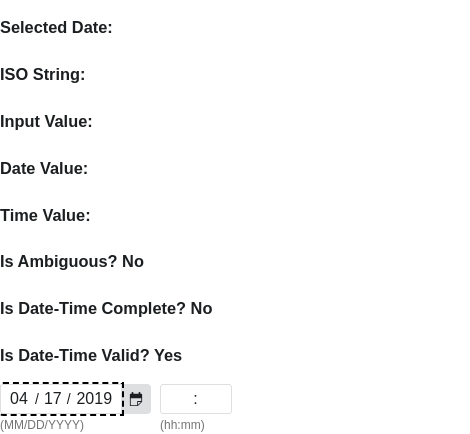 Selected Date:
ISO String:
Input Value:
Date Value:
Time Value:
Is Ambiguous? No
Is Date-Time Complete? No
Is Date-Time Valid? Yes
04 / 17 / 2019 :
(MM/DD/YYYY) (hh:mm)